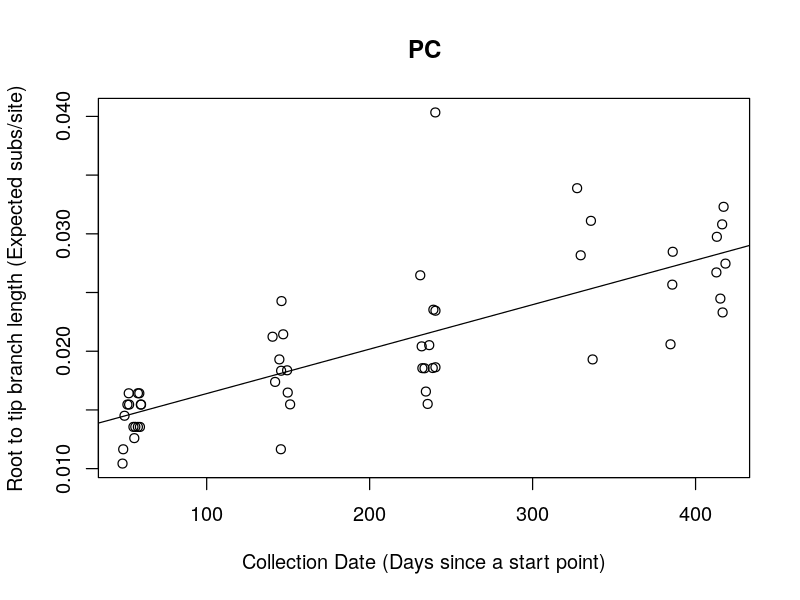 PC
Root to tip branch length (Expected subs/site)
0.040
0.030
0.020
0.010
100 200 300 400
Collection Date (Days since a start point)